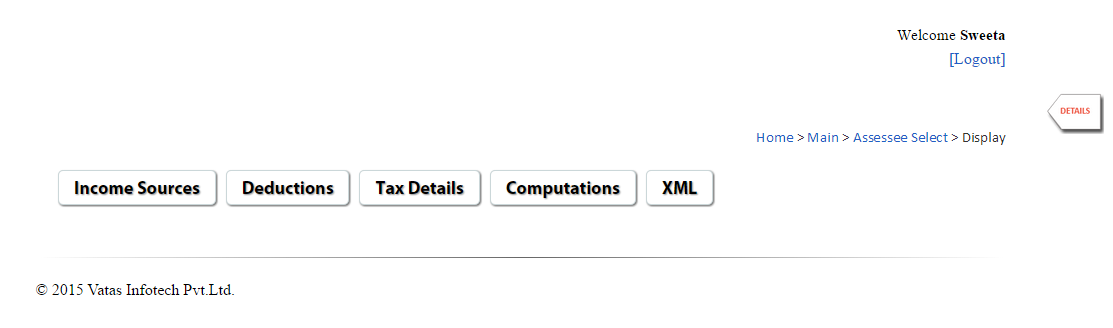 Welcome Sweeta
[Logout]
DETAILS
Home > Main > Assessee Select > Display
Income Sources Deductions Tax Details Computations XML
© 2015 Vatas Infotech Pvt.Ltd.